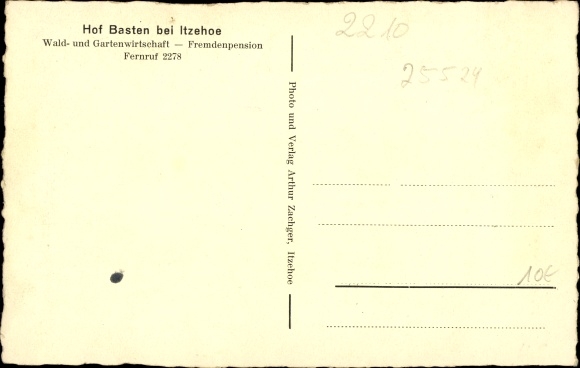 Hof Basten bei Itzehoe
Wald- und Gartenwirtschaft — Fremdenpension
Fernruf 2278
Photo und Verlag Arthur Zachger, Itzehoe
2210
25524
10€